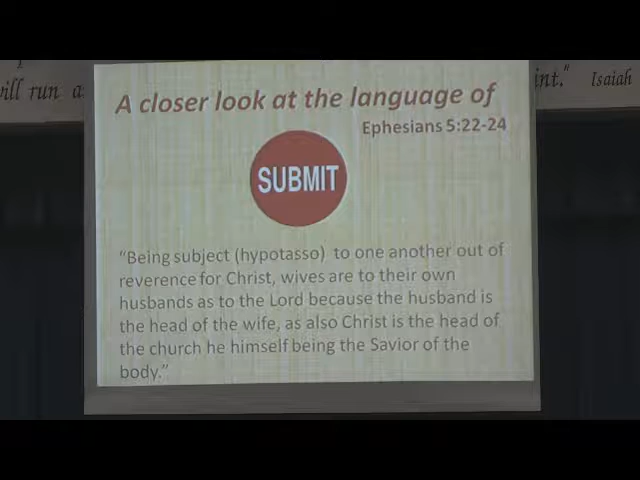 will run a
int." Isaiah
A closer look at the language of
Ephesians 5:22-24
SUBMIT
"Being subject (hypotasso) to one another out of
reverence for Christ, wives are to their own
husbands as to the Lord because the husband is
the head of the wife, as also Christ is the head of
the church he himself being the Savior of the
body."